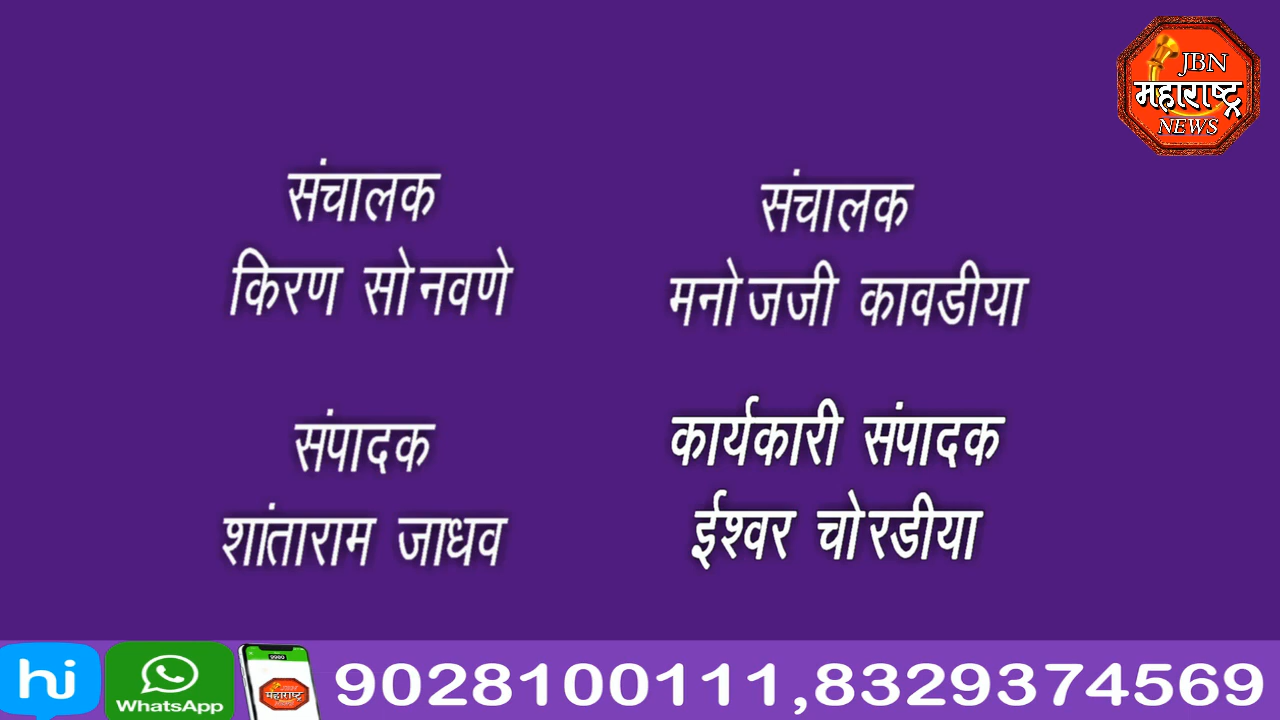 JBN
महाराष्ट्र
NEWS
संचालक
किरण सोनवणे
संचालक
मनोजजी कावडीया
संपादक
शांताराम जाधव
कार्यकारी संपादक
ईश्वर चोरडीया
hi
WhatsApp
महाराष्ट्र
9028100111,8329374569